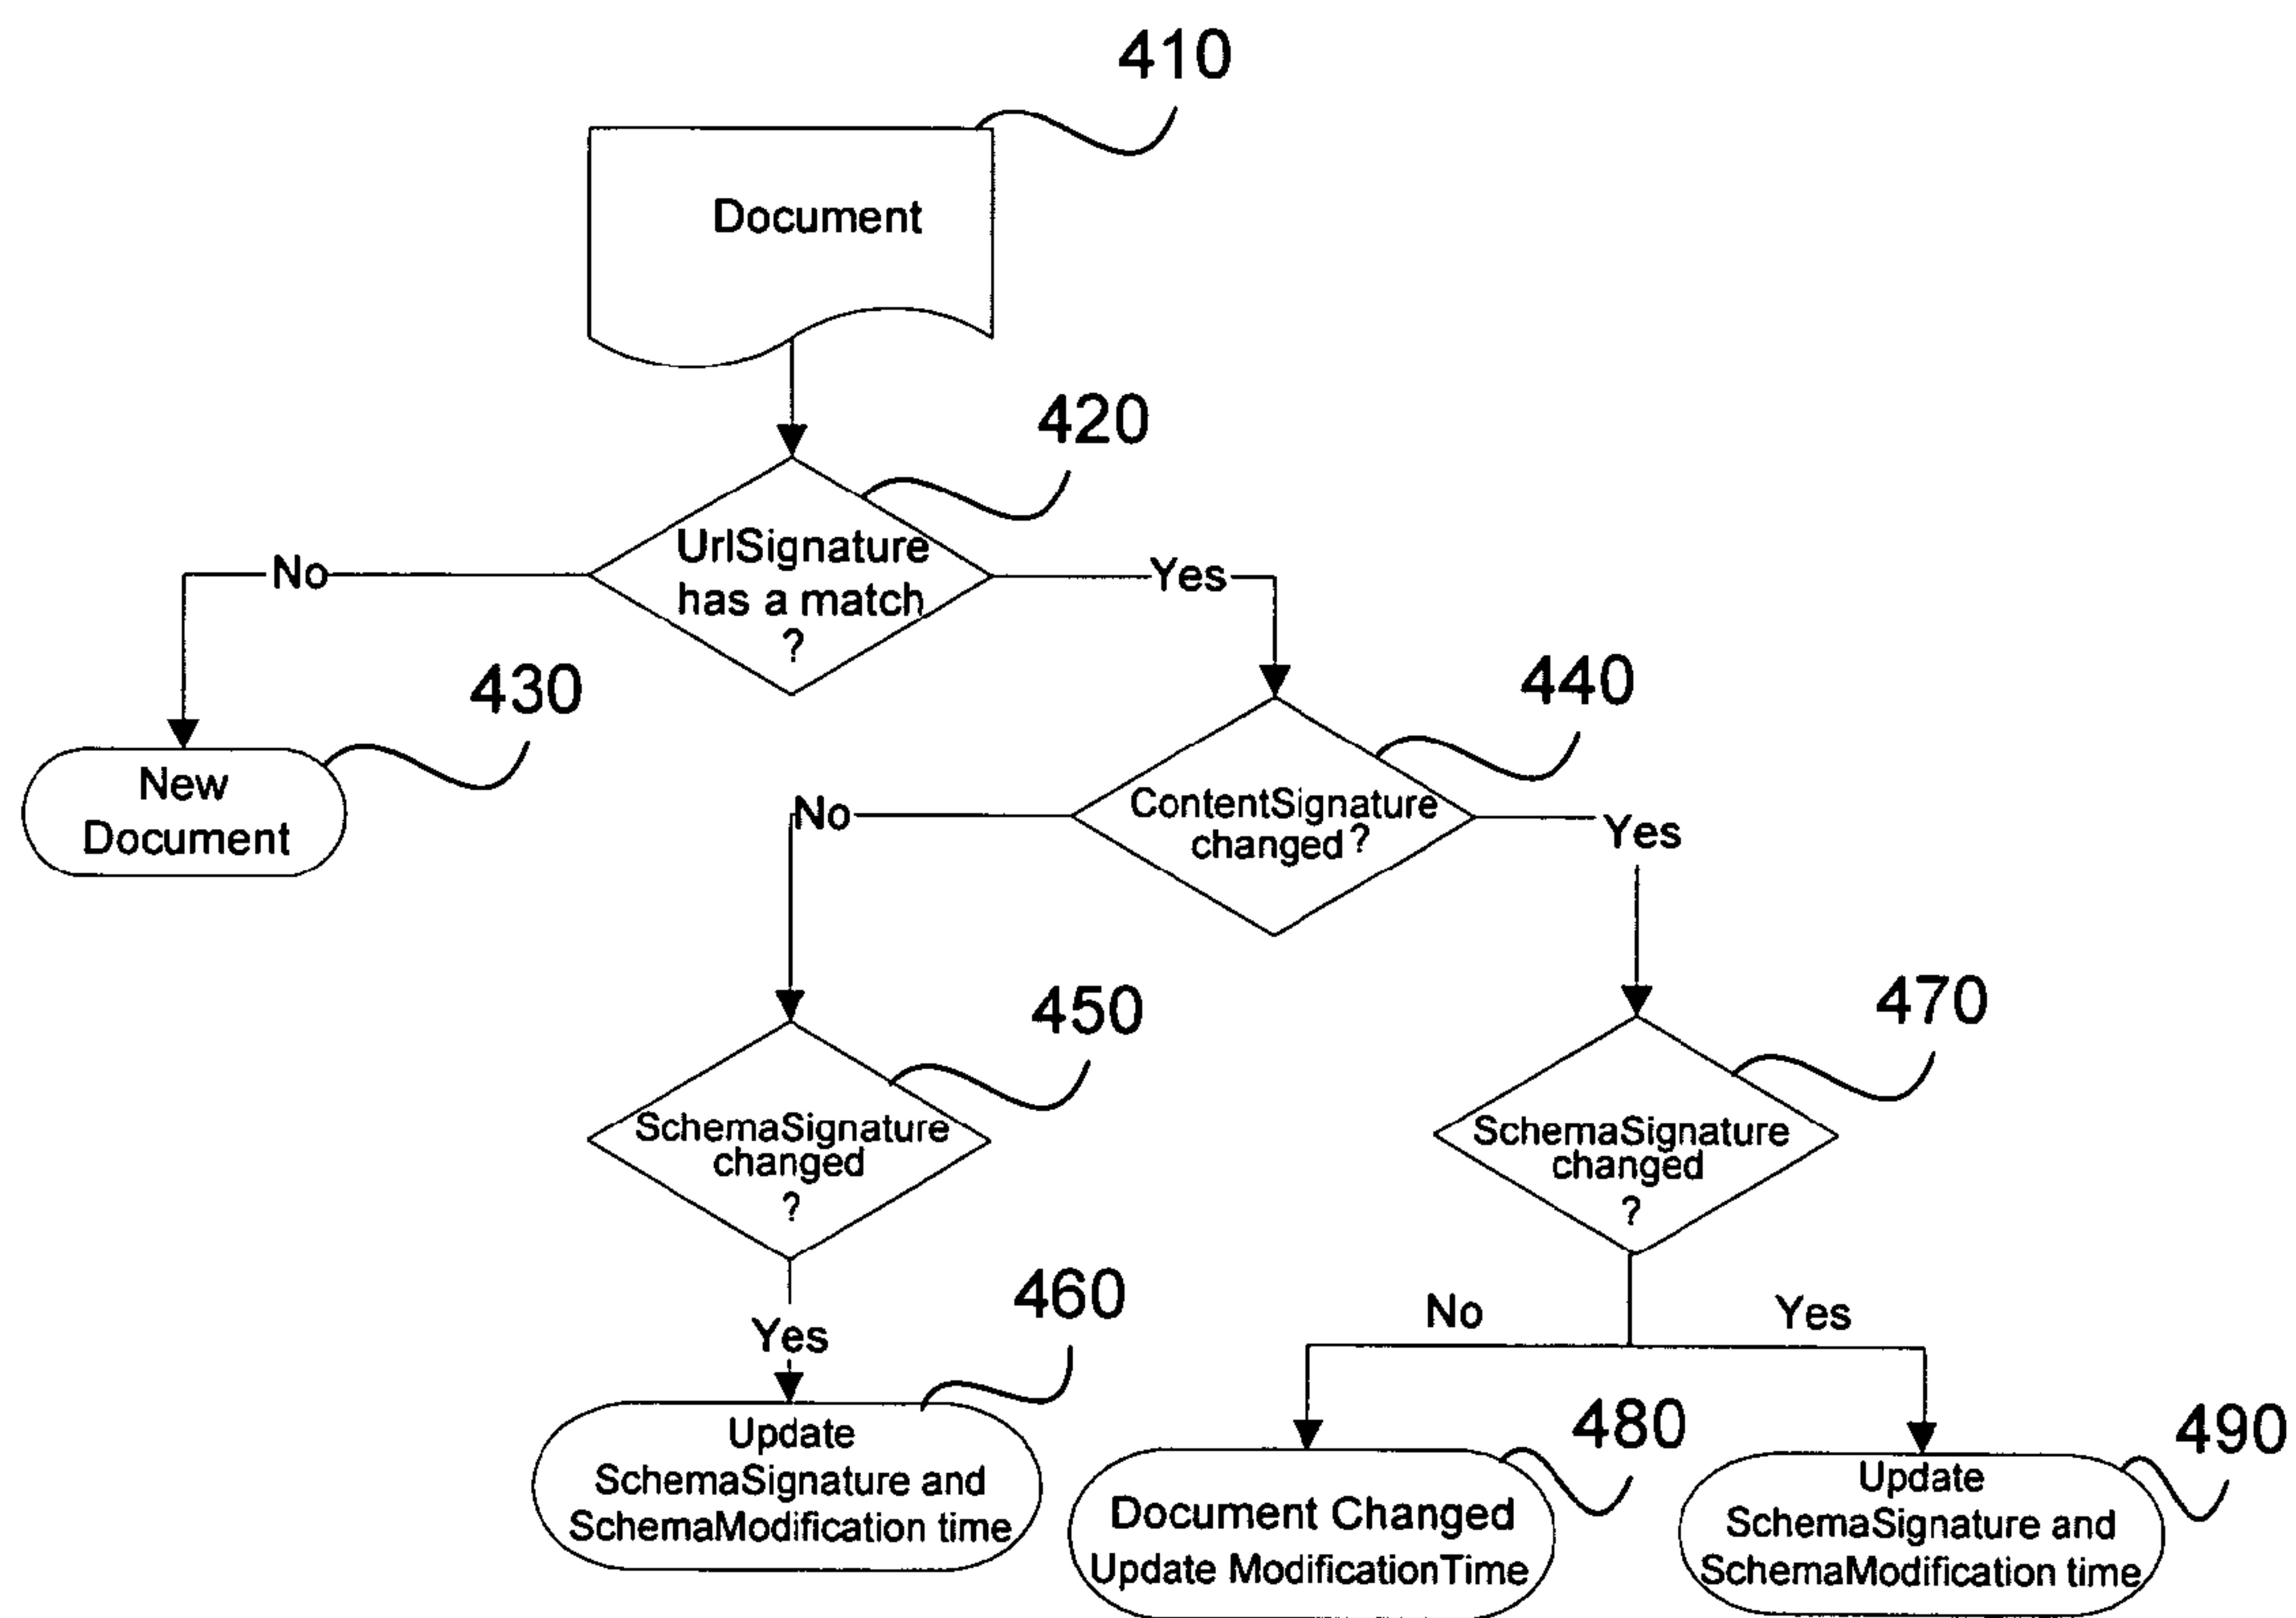 410
Document
420
UrlSignature
has a match
?
No
Yes
430
New
Document
440
ContentSignature
changed?
No
Yes
450
SchemaSignature
changed
?
470
SchemaSignature
changed
?
Yes
460
Update
SchemaSignature and
SchemaModification time
No
Yes
480
Document Changed
Update ModificationTime
490
Update
SchemaSignature and
SchemaModification time